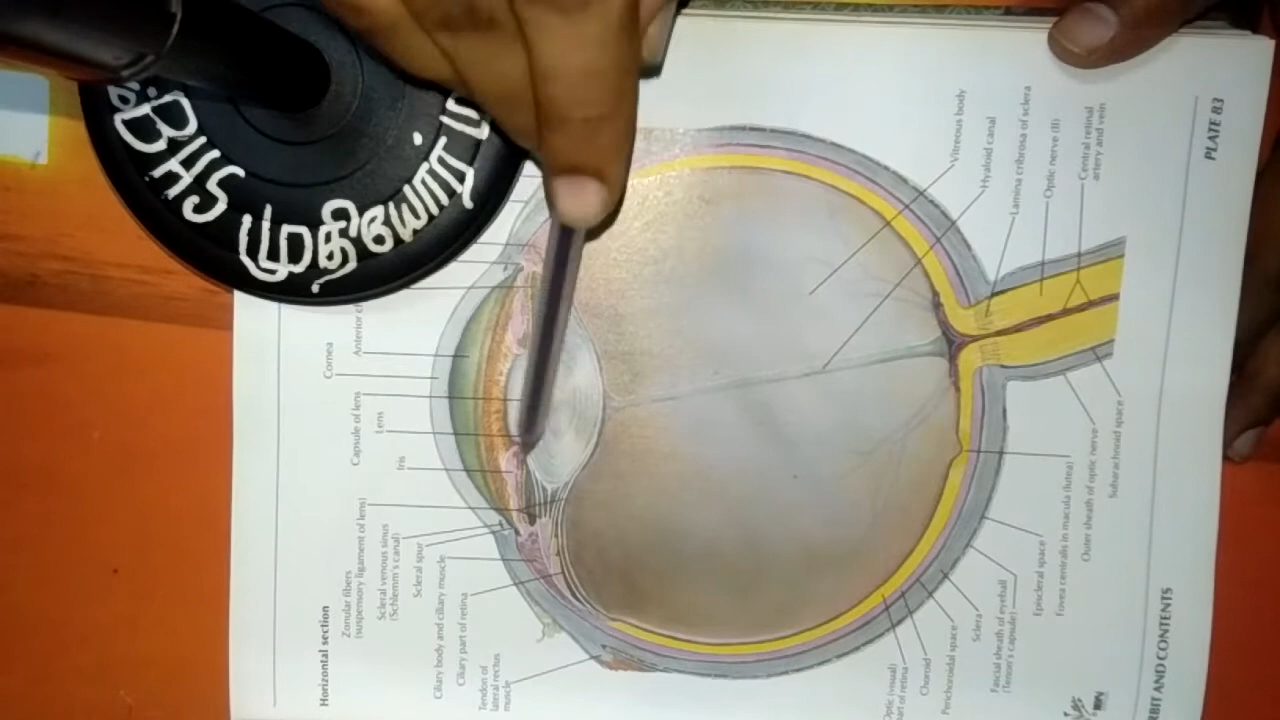 BHS முதியோர்
PLATE 83
Horizontal section
Zonular fibers
(suspensory ligament of lens)
Scleral venous sinus
(Schlemm's canal)
Scleral spur
Ciliary body and ciliary muscle
Ciliary part of retina
Tendon of
lateral rectus
muscle
Iris
Lens
Capsule of lens
Cornea
Anterior
Vitreous body
Hyaloid canal
Lamina cribrosa of sclera
Optic nerve (II)
Central retinal
artery and vein
Subarachnoid space
Outer sheath of optic nerve
Fovea centralis in macula (lutea)
Episcleral space
Fascial sheath of eyeball
(Tenon's capsule)
Sclera
Perichoroidal space
Choroid
Optic (visual)
part of retina
AND CONTENTS